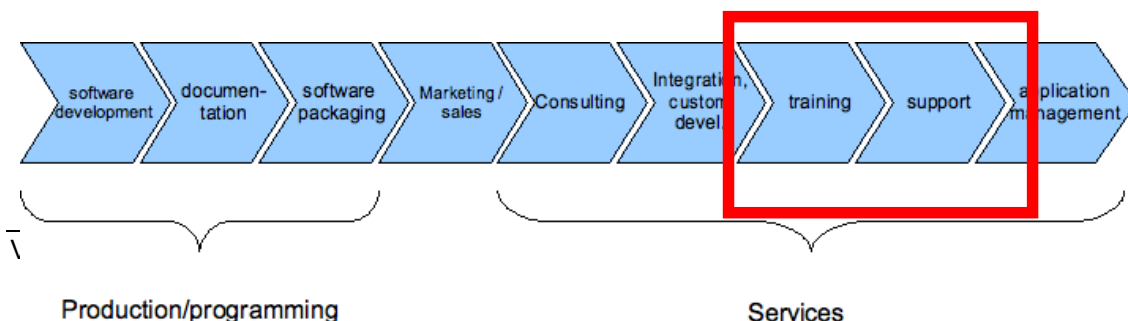 software
development
documen-
tation
software
packaging
Marketing /
sales
Consulting
Integration,
custom
devel.
training
support
application
management
Production/programming
Services